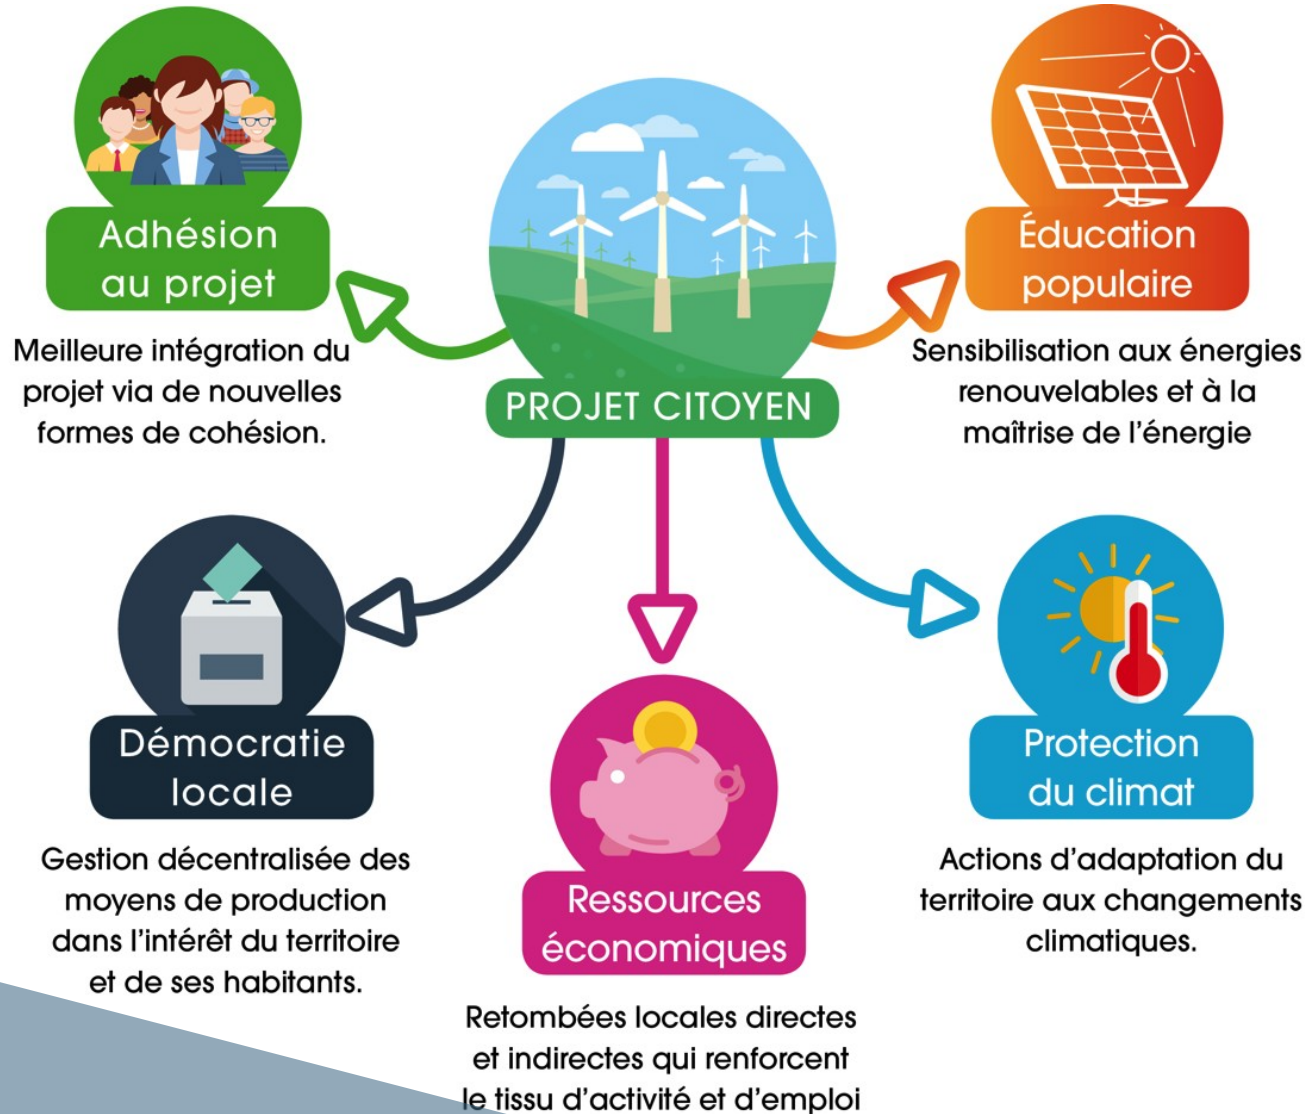 Adhésion
au projet
Meilleure intégration du
projet via de nouvelles
formes de cohésion.
PROJET CITOYEN
Éducation
populaire
Sensibilisation aux énergies
renouvelables et à la
maîtrise de l’énergie
Démocratie
locale
Gestion décentralisée des
moyens de production
dans l’intérêt du territoire
et de ses habitants.
Ressources
économiques
Retombées locales directes
et indirectes qui renforcent
le tissu d’activité et d’emploi
Protection
du climat
Actions d’adaptation du
territoire aux changements
climatiques.